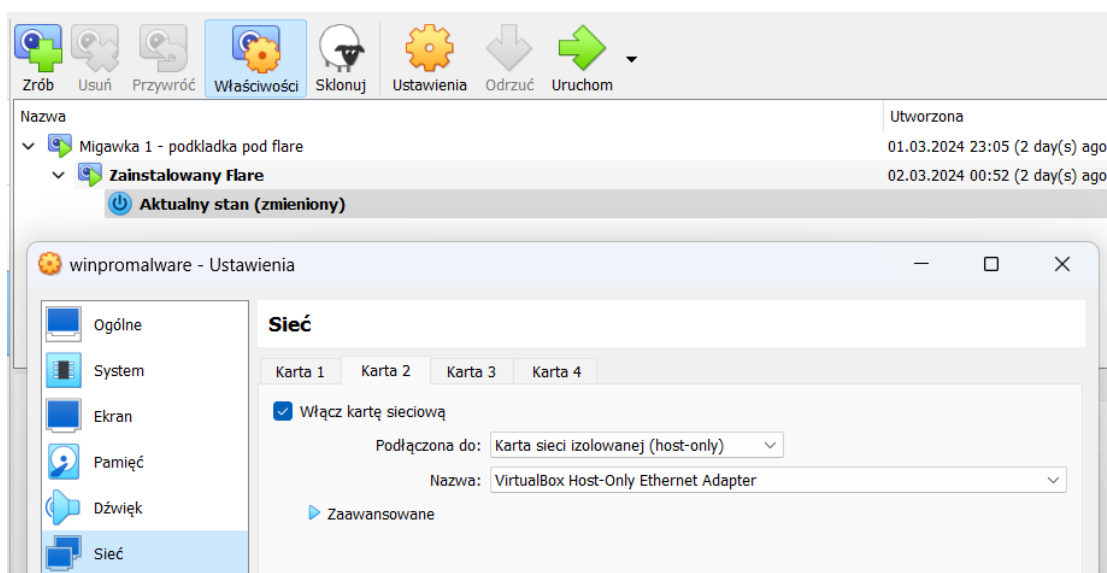 Zrób Usuń Przywróć Właściwości Sklonuj Ustawienia Odrzuć Uruchom
Nazwa Utworzona
Migawka 1 - podkladka pod flare 01.03.2024 23:05 (2 day(s) ago
Zainstalowany Flare 02.03.2024 00:52 (2 day(s) ago
Aktualny stan (zmieniony)
winpromalware - Ustawienia
Ogólne
System
Ekran
Pamięć
Dźwięk
Sieć
Sieć
Karta 1 Karta 2 Karta 3 Karta 4
Włącz kartę sieciową
Podłączona do: Karta sieci izolowanej (host-only)
Nazwa: VirtualBox Host-Only Ethernet Adapter
Zaawansowane